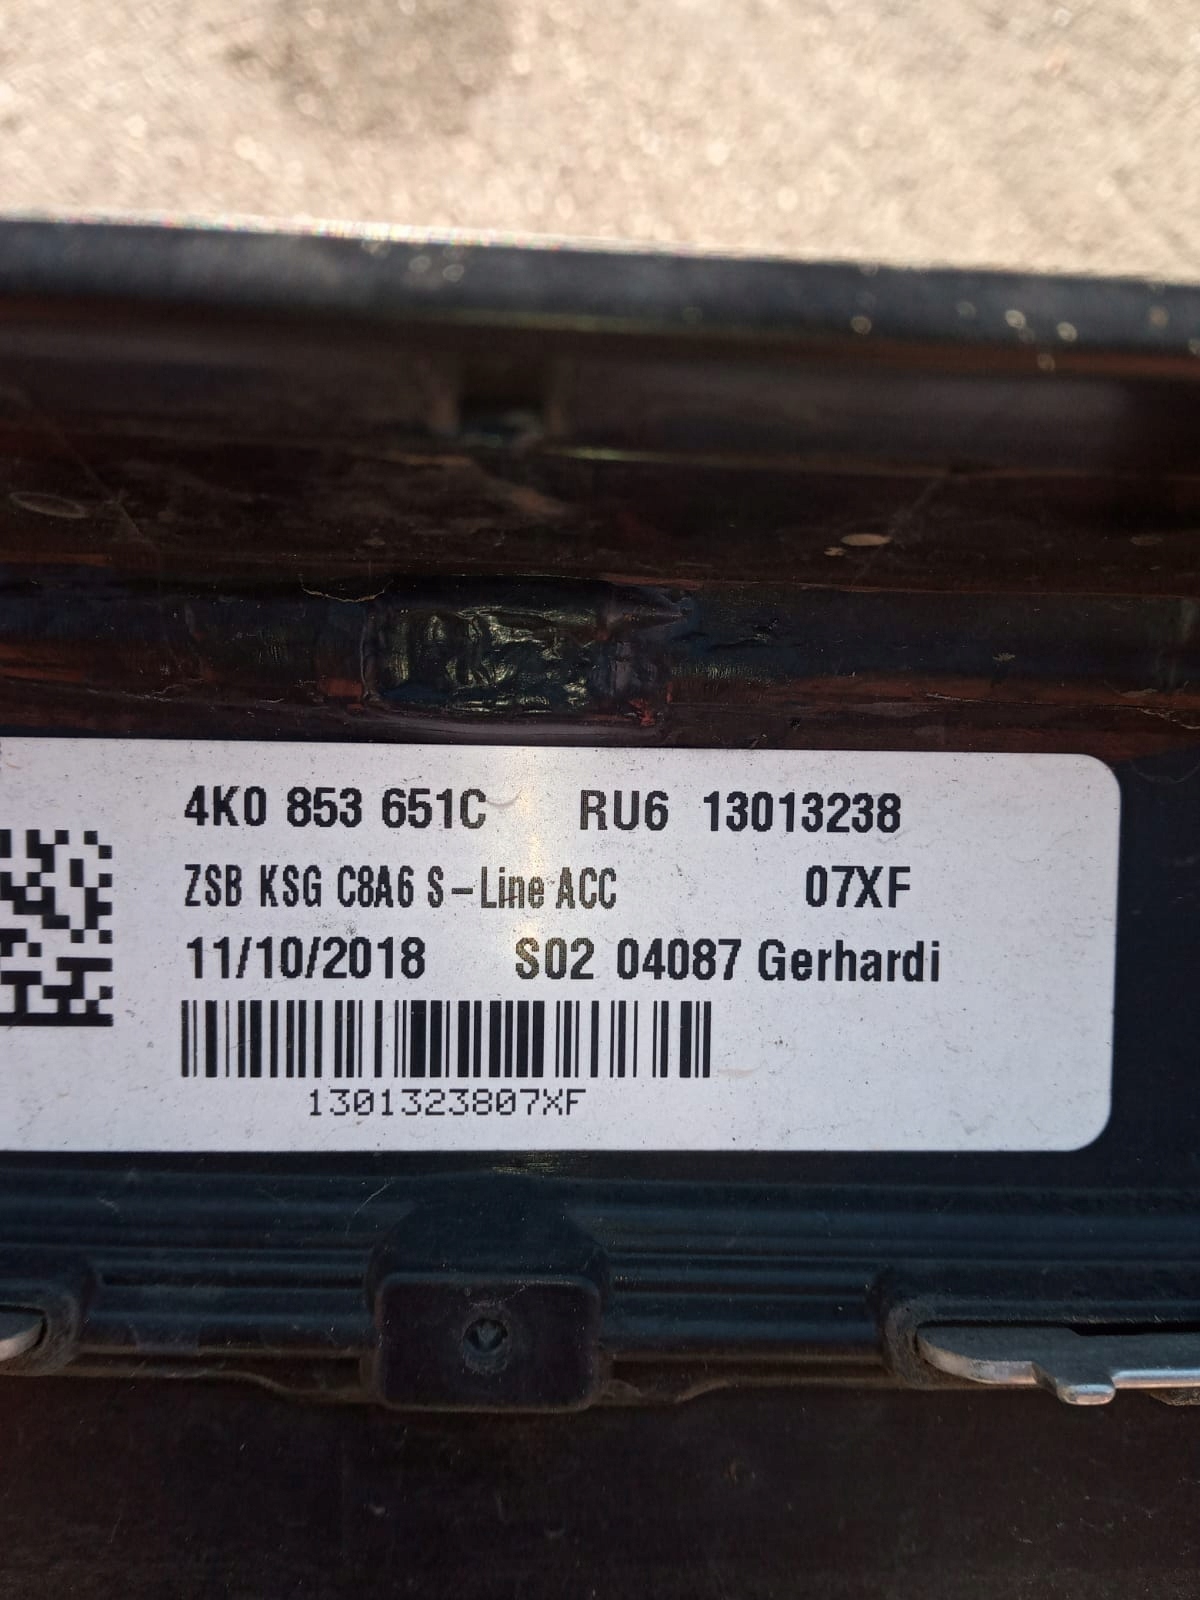 4K0 853 651C RU6 13013238
ZSB KSG C8A6 S-Line ACC 07XF
11/10/2018 S02 04087 Gerhardi
1301323807XF